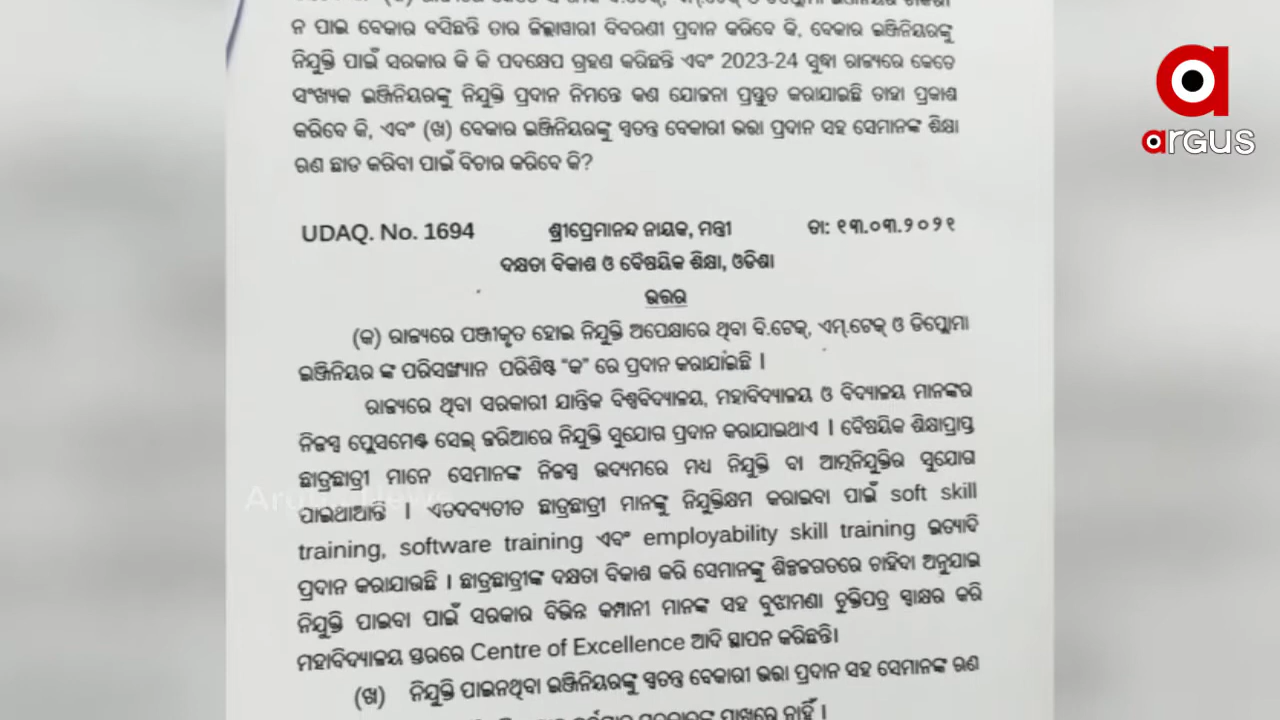 ନ ପାଇ ବେକାର ବସିଛନ୍ତି ତାର ଜିଲ୍ଲାୱାରୀ ବିବରଣୀ ପ୍ରଦାନ କରିବେ କି, ବେକାର ଇଞ୍ଜିନିୟରଙ୍କୁ
ନିଯୁକ୍ତି ପାଇଁ ସରକାର କି କି ପଦକ୍ଷେପ ଗ୍ରହଣ କରିଛନ୍ତି ଏବଂ 2023-24 ସୁଦ୍ଧା ରାଜ୍ୟରେ କେତେ
ସଂଖ୍ୟକ ଇଞ୍ଜିନିୟରଙ୍କୁ ନିଯୁକ୍ତି ପ୍ରଦାନ ନିମନ୍ତେ କଣ ଯୋଜନା ପ୍ରସ୍ତୁତ କରାଯାଇଛି ତାହା ପ୍ରକାଶ
କରିବେ କି, ଏବଂ (ଖ) ବେକାର ଇଞ୍ଜିନିୟରଙ୍କୁ ସ୍ୱତନ୍ତ୍ର ବେକାରୀ ଭତ୍ତା ପ୍ରଦାନ ସହ ସେମାନଙ୍କ ଶିକ୍ଷା
ଋଣ ଛାଡ କରିବା ପାଇଁ ବିଚାର କରିବେ କି?
UDAQ. No. 1694 ଶ୍ରୀପ୍ରେମାନନ୍ଦ ନାୟକ, ମନ୍ତ୍ରୀ ତା: ୧୩.୦୩.୨୦୨୧
ଦକ୍ଷତା ବିକାଶ ଓ ବୈଷୟିକ ଶିକ୍ଷା, ଓଡିଶା
ଉତ୍ତର
(କ) ରାଜ୍ୟରେ ପଞ୍ଜୀକୃତ ହୋଇ ନିଯୁକ୍ତି ଅପେକ୍ଷାରେ ଥିବା ବି.ଟେକ୍, ଏମ୍.ଟେକ୍ ଓ ଡିପ୍ଲୋମା
ଇଞ୍ଜିନିୟର ଙ୍କ ପରିସଂଖ୍ୟାନ ପରିଶିଷ୍ଟ “କ” ରେ ପ୍ରଦାନ କରାଯାଇଛି ।
ରାଜ୍ୟରେ ଥିବା ସରକାରୀ ଯାନ୍ତ୍ରିକ ବିଶ୍ୱବିଦ୍ୟାଳୟ, ମହାବିଦ୍ୟାଳୟ ଓ ବିଦ୍ୟାଳୟ ମାନଙ୍କର
ନିଜସ୍ୱ ପ୍ଲେସମେଣ୍ଟ ସେଲ୍ ଜରିଆରେ ନିଯୁକ୍ତି ସୁଯୋଗ ପ୍ରଦାନ କରାଯାଇଥାଏ । ବୈଷୟିକ ଶିକ୍ଷାପ୍ରାପ୍ତ
ଛାତ୍ରଛାତ୍ରୀ ମାନେ ସେମାନଙ୍କ ନିଜସ୍ୱ ଉଦ୍ୟମରେ ମଧ୍ୟ ନିଯୁକ୍ତି ବା ଆତ୍ମନିଯୁକ୍ତିର ସୁଯୋଗ
ପାଇଥାଆନ୍ତି । ଏତଦବ୍ୟତୀତ ଛାତ୍ରଛାତ୍ରୀ ମାନଙ୍କୁ ନିଯୁକ୍ତିକ୍ଷମ କରାଇବା ପାଇଁ soft skill
training, software training ଏବଂ employability skill training ଇତ୍ୟାଦି
ପ୍ରଦାନ କରାଯାଉଛି । ଛାତ୍ରଛାତ୍ରୀଙ୍କ ଦକ୍ଷତା ବିକାଶ କରି ସେମାନଙ୍କୁ ଶିଳ୍ପଜଗତରେ ଚାହିଦା ଅନୁଯାଇ
ନିଯୁକ୍ତି ପାଇବା ପାଇଁ ସରକାର ବିଭିନ୍ନ କମ୍ପାନୀ ମାନଙ୍କ ସହ ବୁଝାମଣା ଚୁକ୍ତିପତ୍ର ସ୍ୱାକ୍ଷର କରି
ମହାବିଦ୍ୟାଳୟ ସ୍ତରରେ Centre of Excellence ଆଦି ସ୍ଥାପନ କରିଛନ୍ତି।
(ଖ) ନିଯୁକ୍ତି ପାଇନଥିବା ଇଞ୍ଜିନିୟରଙ୍କୁ ସ୍ୱତନ୍ତ୍ର ବେକାରୀ ଭତ୍ତା ପ୍ରଦାନ ସହ ସେମାନଙ୍କ ଋଣ
ନାହିଁ ।
argus
Argus News